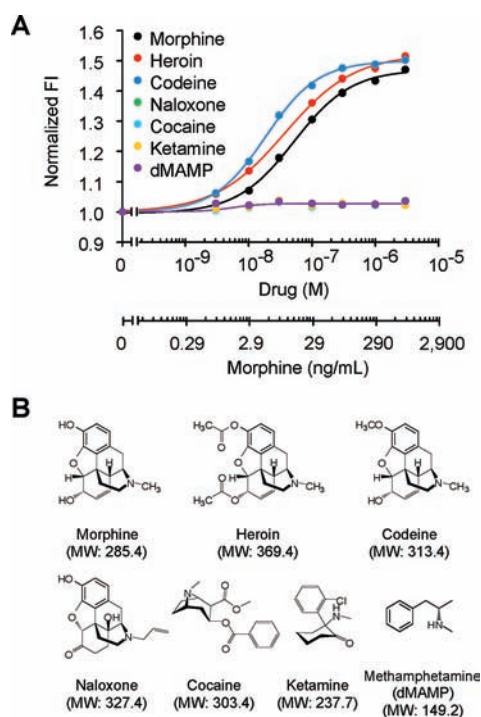 A
Normalized FI
1.6
1.5
1.4
1.3
1.2
1.1
1.0
0.9
Morphine
Heroin
Codeine
Naloxone
Cocaine
Ketamine
dMAMP
0 10-9 10-8 10-7 10-6 10-5
Drug (M)
0 0.29 2.9 29 290 2,900
Morphine (ng/mL)
B
HO
O
H
N
CH3
HO
Morphine
(MW: 285.4)
CH3
O
O
O
H
N
CH3
O
CH3
O
Heroin
(MW: 369.4)
H3CO
O
H
N
CH3
HO
Codeine
(MW: 313.4)
HO
O
OH
N
O
Naloxone
(MW: 327.4)
N
O
O
O
O
Cocaine
(MW: 303.4)
Cl
HN
O
Ketamine
(MW: 237.7)
HN
Methamphetamine
(dMAMP)
(MW: 149.2)